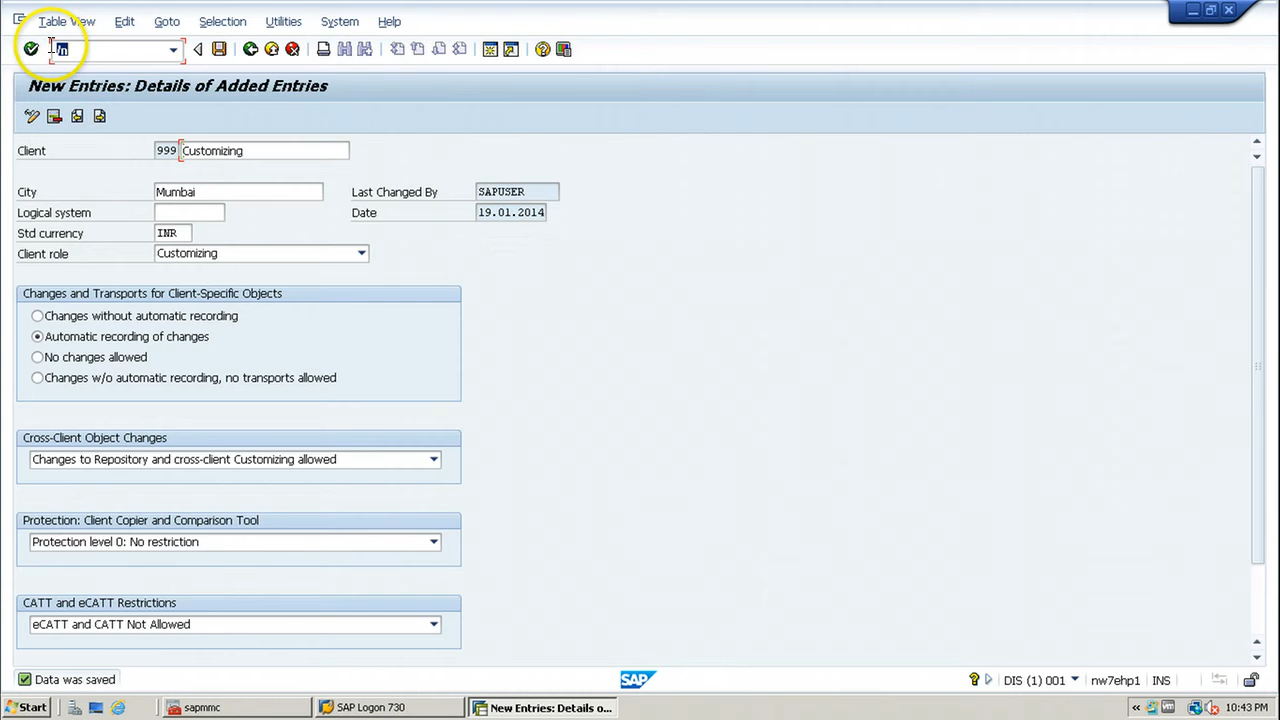 Table View Edit Goto Selection Utilities System Help
/n
New Entries: Details of Added Entries
Client 999 Customizing
City Mumbai Last Changed By SAPUSER
Logical system Date 19.01.2014
Std currency INR
Client role Customizing
Changes and Transports for Client-Specific Objects
Changes without automatic recording
Automatic recording of changes
No changes allowed
Changes w/o automatic recording, no transports allowed
Cross-Client Object Changes
Changes to Repository and cross-client Customizing allowed
Protection: Client Copier and Comparison Tool
Protection level 0: No restriction
CATT and eCATT Restrictions
eCATT and CATT Not Allowed
Data was saved SAP DIS (1) 001 nw7ehp1 INS
Start sapmmc SAP Logon 730 New Entries: Details o... 10:43 PM